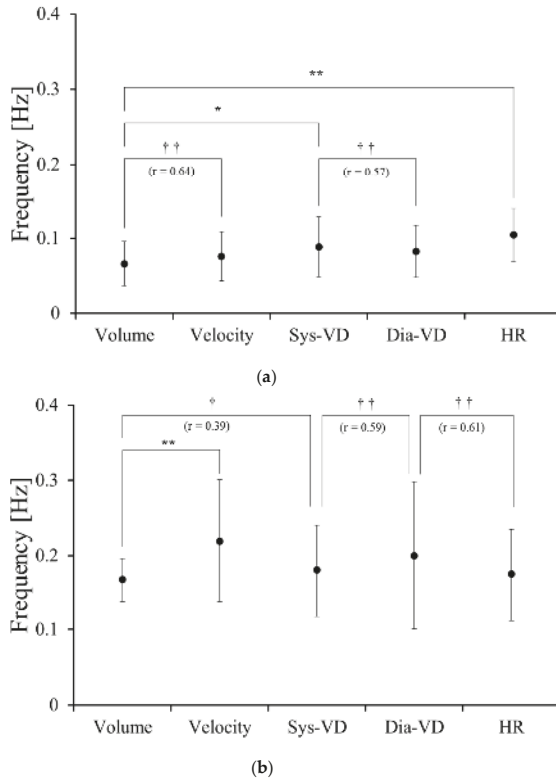 0.4
**
0.3
*
† †
† †
0.2
(r = 0.64)
(r = 0.57)
Frequency [Hz]
0.1
0
Volume Velocity Sys-VD Dia-VD HR
(a)
0.4
† † † † †
(r = 0.39) (r = 0.59) (r = 0.61)
**
0.3
Frequency [Hz]
0.2
0.1
0
Volume Velocity Sys-VD Dia-VD HR
(b)